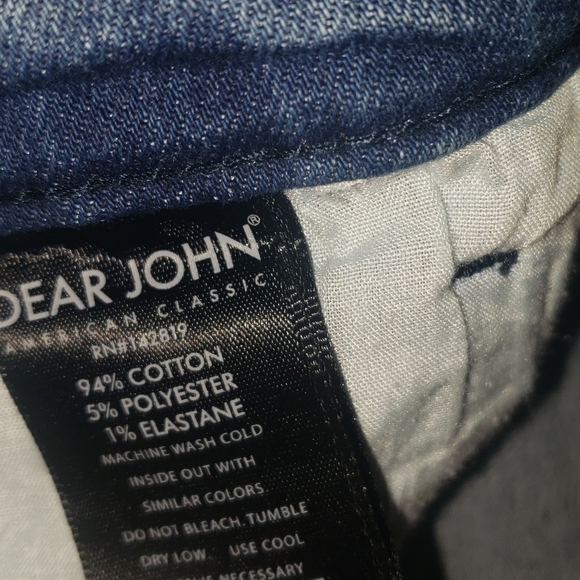 DEAR JOHN®
AMERICAN CLASSIC
RN#142819
94% COTTON
5% POLYESTER
1% ELASTANE
MACHINE WASH COLD
INSIDE OUT WITH
SIMILAR COLORS
DO NOT BLEACH. TUMBLE
DRY LOW. USE COOL
NECESSARY